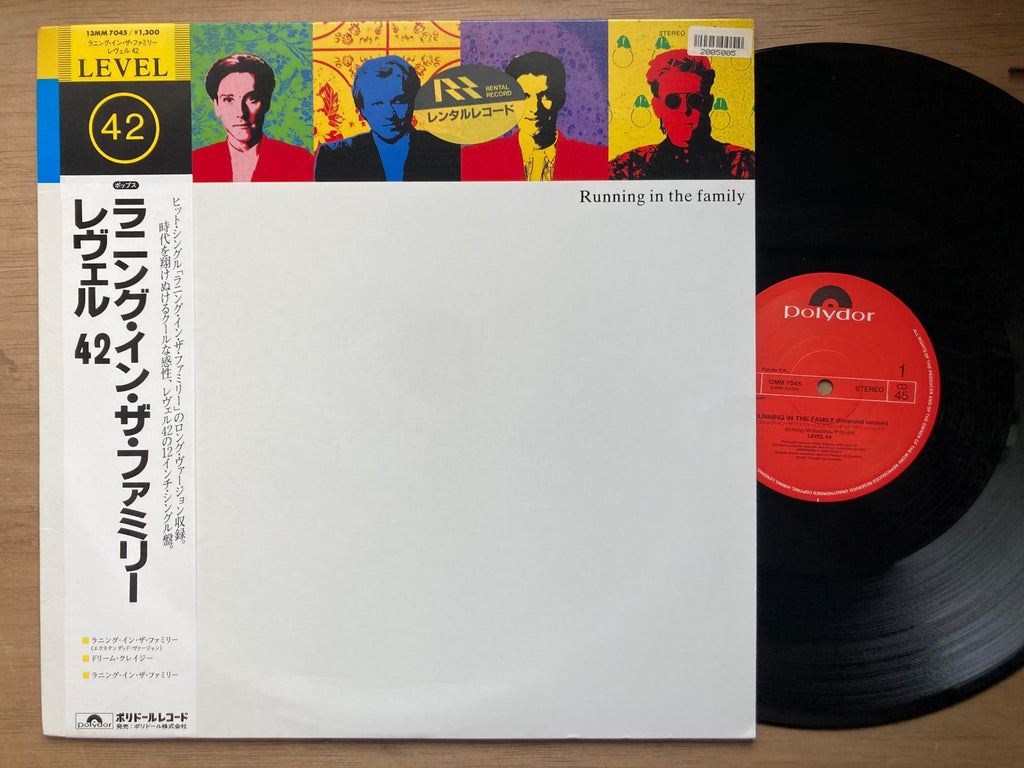 13MM 7045/¥1,300
ラニング・イン・ザ・ファミリー
レヴェル 42
LEVEL
42
ポップス
ラニング・イン・ザ・ファミリー
レヴェル 42
ヒット・シングル「ラニング・イン・ザ・ファミリー」のロング・ヴァージョン収録。
時代を翔けぬけるクールな感性、レヴェル42の12インチ・シングル盤。
ラニング・イン・ザ・ファミリー
(エクステンデッド・ヴァージョン)
ドリーム・クレイジー
ラニング・イン・ザ・ファミリー
polydor
ポリドールレコード
発売:ポリドール株式会社
RENTAL
RECORD
レンタルレコード
STEREO
2005005
Running in the family
polydor
1
13MM 7045
STEREO
45
RUNNING IN THE FAMILY (Extended version)
LEVEL 42